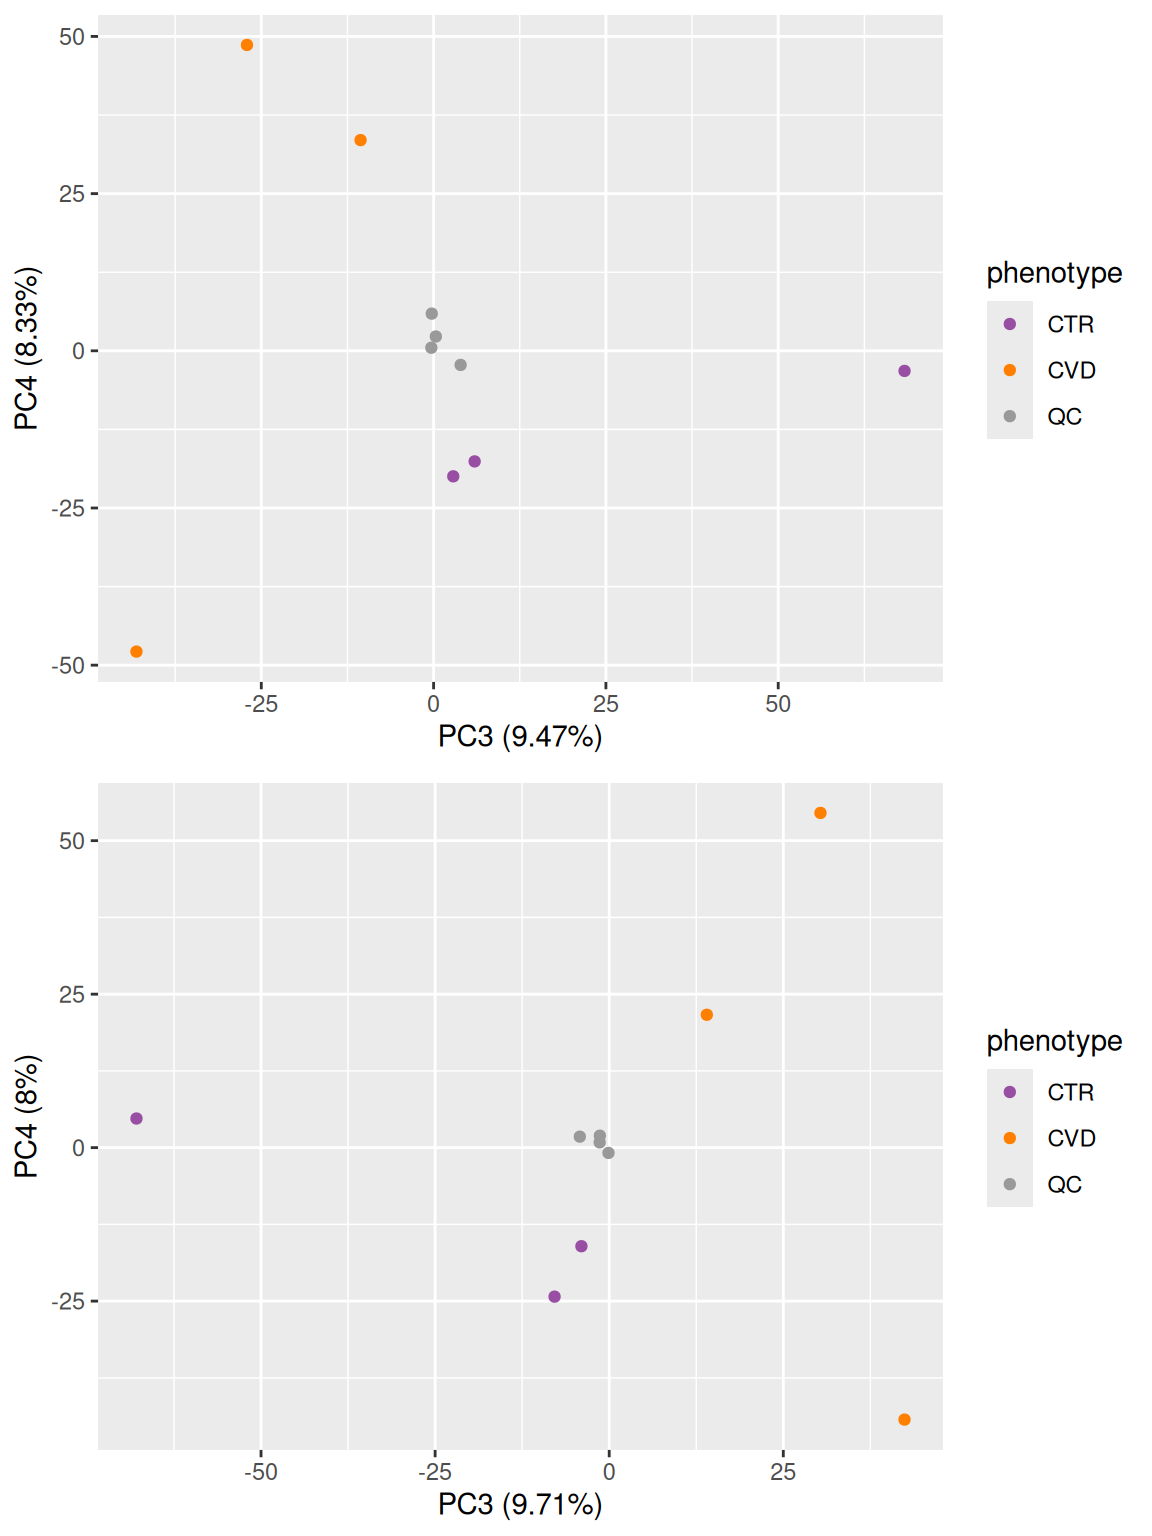 50
25
0
-25
-50
PC4 (8.33%)
-25 0 25 50
PC3 (9.47%)
phenotype
CTR
CVD
QC
50
25
0
-25
PC4 (8%)
-50 -25 0 25
PC3 (9.71%)
phenotype
CTR
CVD
QC